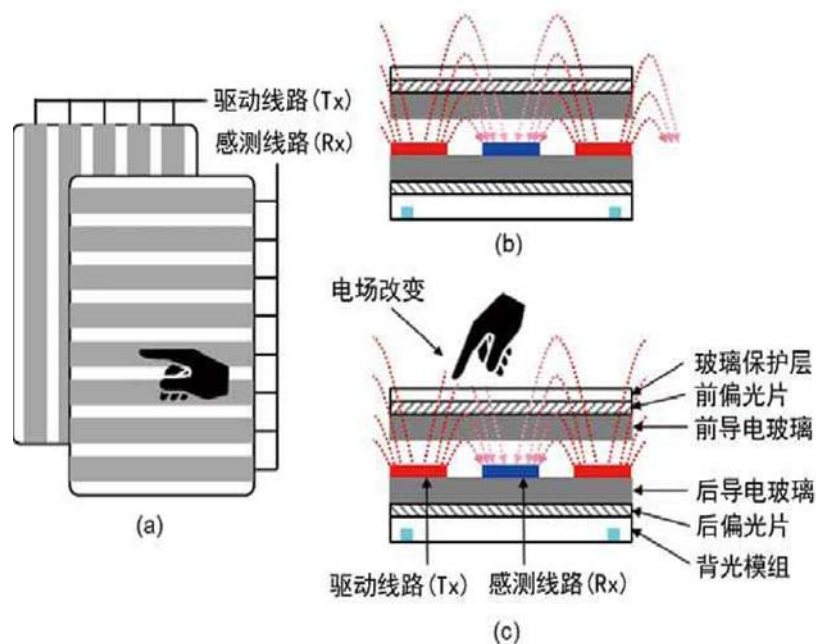 驱动线路(Tx)
感测线路(Rx)
(a)
(b)
电场改变
玻璃保护层
前偏光片
前导电玻璃
后导电玻璃
后偏光片
背光模组
驱动线路(Tx)
感测线路(Rx)
(c)